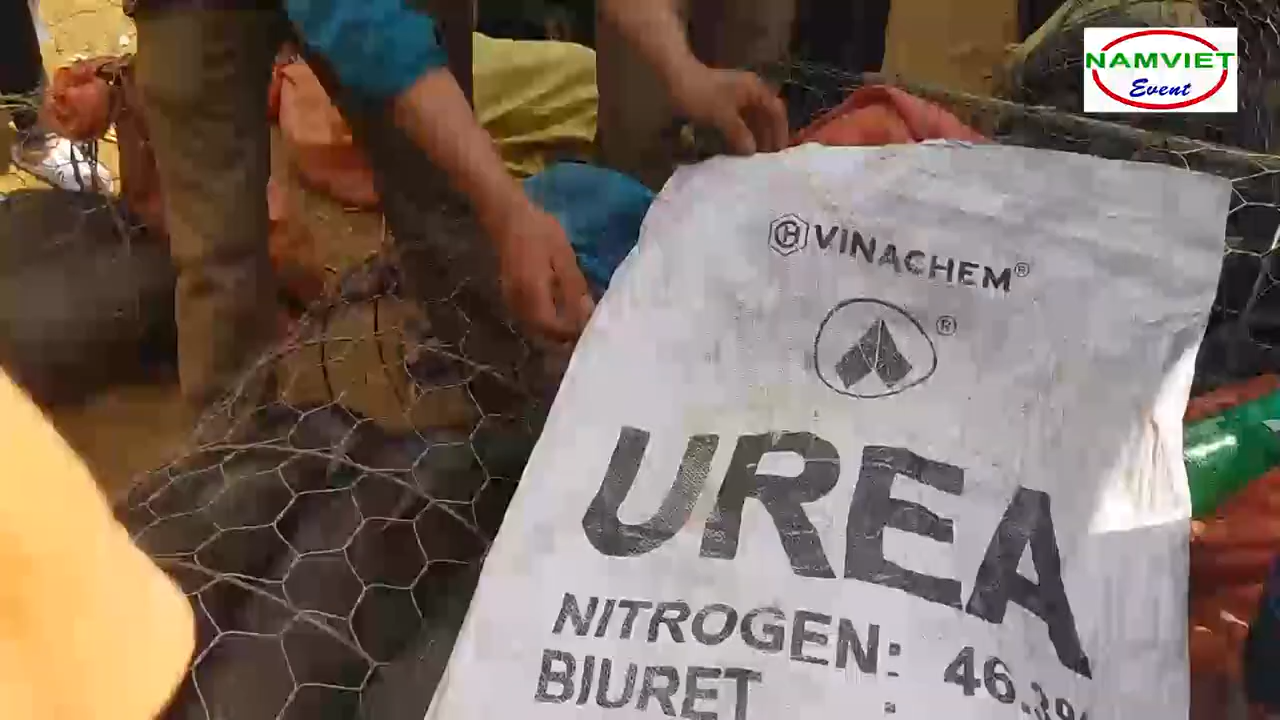 NAMVIET
Event
VINACHEM®
®
UREA
NITROGEN: 46.3%
BIURET :